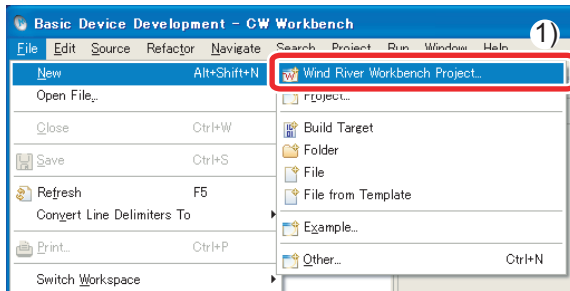 Basic Device Development - CW Workbench
File Edit Source Refactor Navigate Search Project Run Window Help
1)
New Alt+Shift+N
Wind River Workbench Project...
Open File...
Project...
Close Ctrl+W
Build Target
Folder
Save Ctrl+S
File
Refresh F5
File from Template
Convert Line Delimiters To
Example...
Print... Ctrl+P
Other... Ctrl+N
Switch Workspace